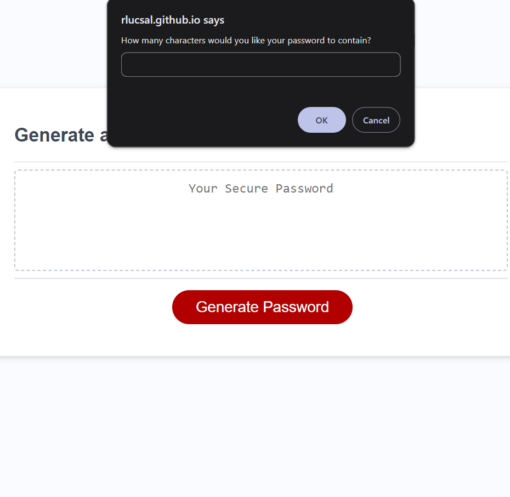 rlucsal.github.io says
How many characters would you like your password to contain?
OK
Cancel
Generate a
Your Secure Password
Generate Password